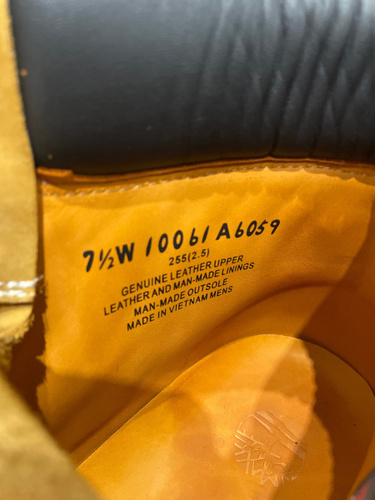 7½W 10061 A6059
255(2.5)
GENUINE LEATHER UPPER
LEATHER AND MAN-MADE LININGS
MAN-MADE OUTSOLE
MADE IN VIETNAM MENS